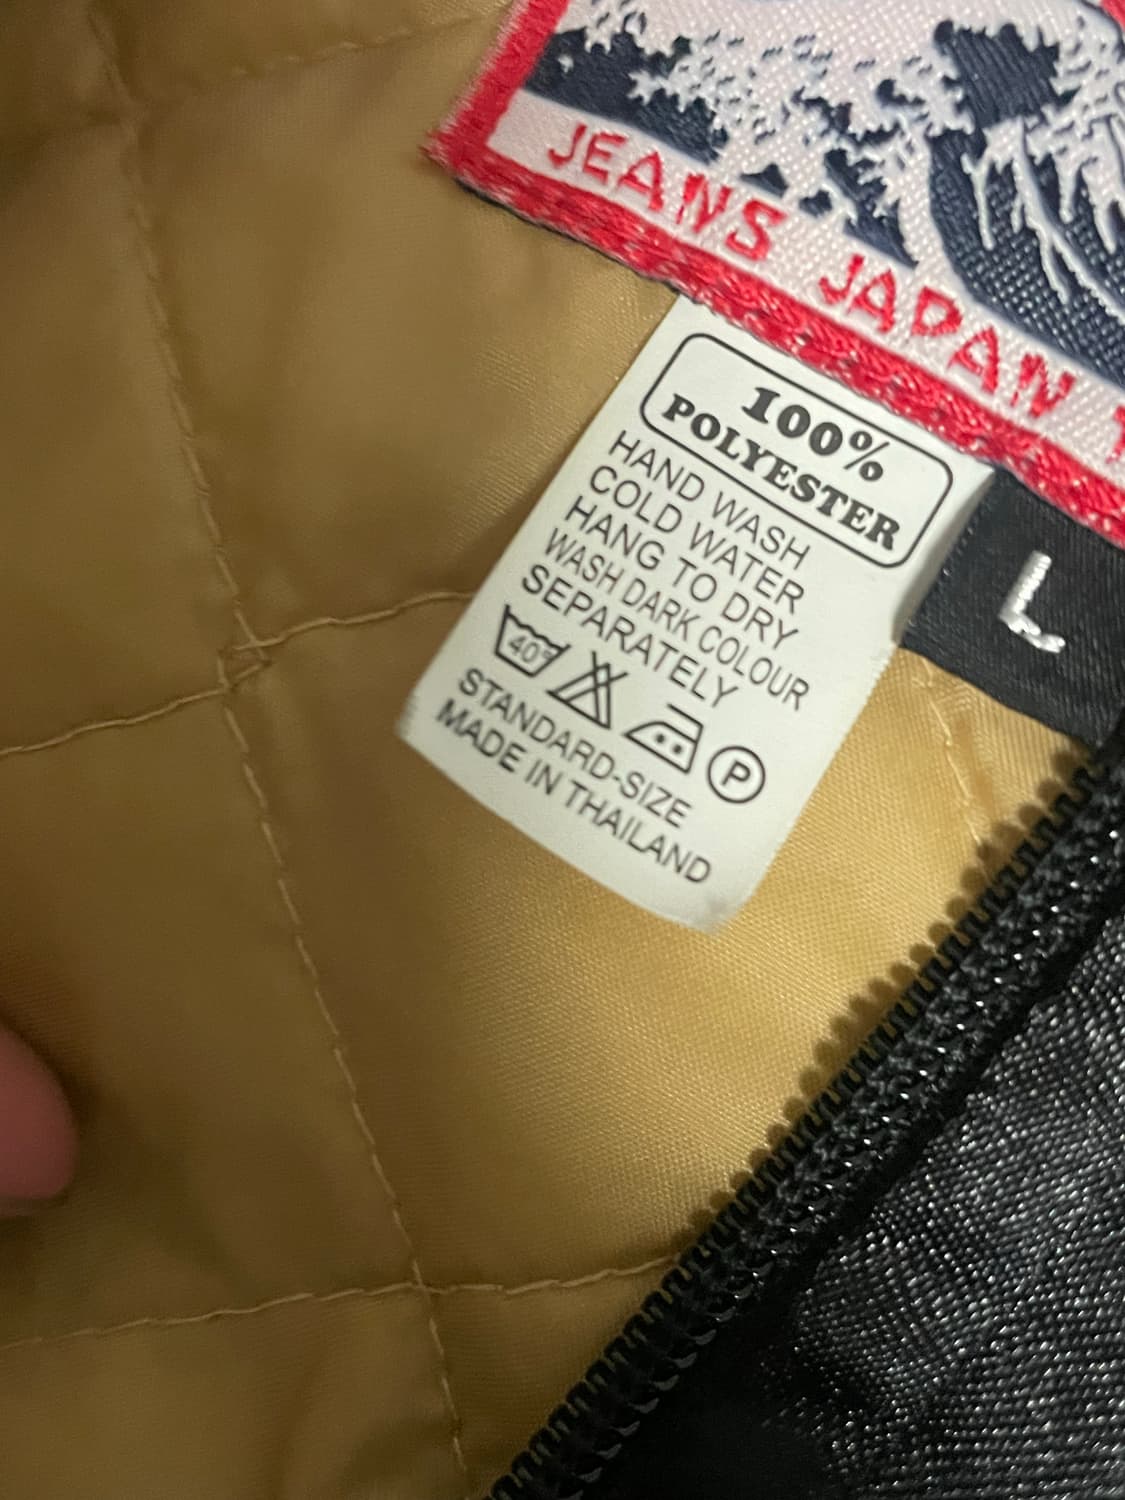 JEANS JAPAN
100%
POLYESTER
HAND WASH
COLD WATER
HANG TO DRY
WASH DARK COLOUR
SEPARATELY
40°
P
STANDARD-SIZE
MADE IN THAILAND
L